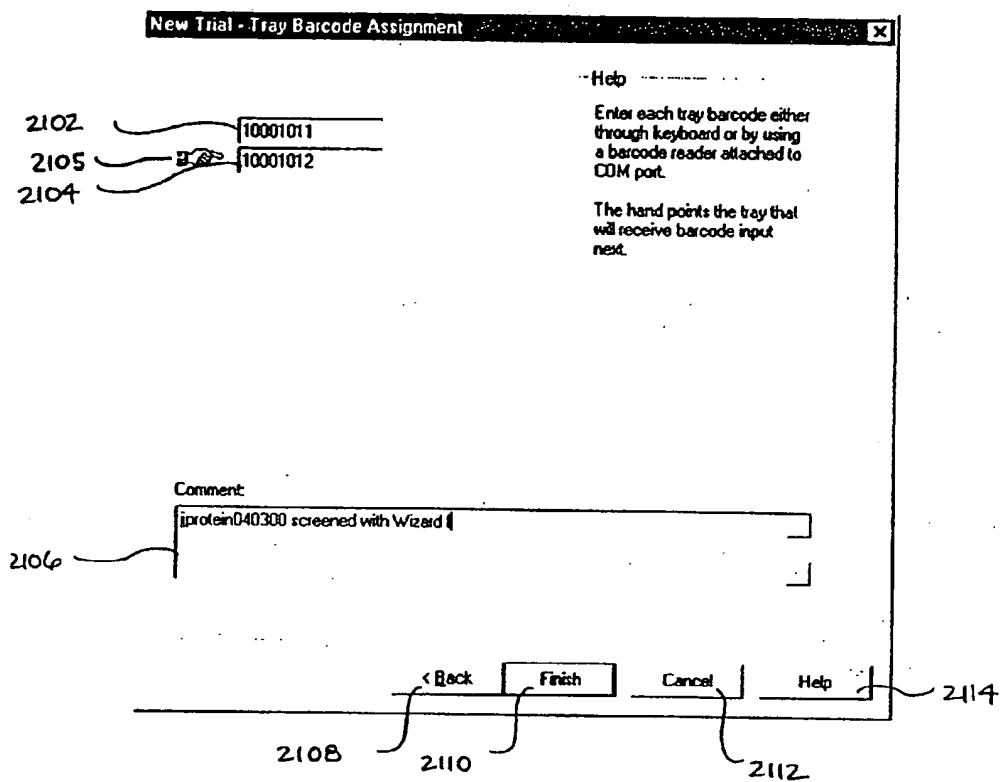 New Trial - Tray Barcode Assignment
Help
Enter each tray barcode either
through keyboard or by using
a barcode reader attached to
COM port.
The hand points the tray that
will receive barcode input
next.
2102
10001011
2105
10001012
2104
Comment:
jprotein040300 screened with Wizard
2106
< Back
Finish
Cancel
Help
2114
2108
2110
2112